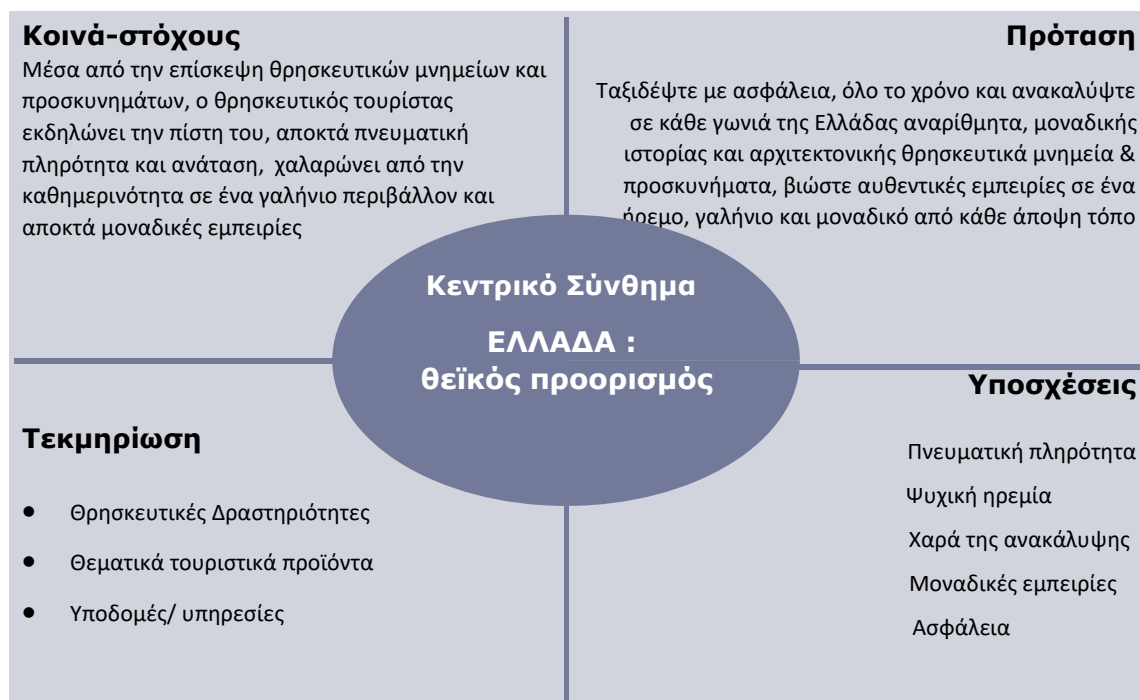 Κοινά-στόχους
Μέσα από την επίσκεψη θρησκευτικών μνημείων και
προσκυνημάτων, ο θρησκευτικός τουρίστας
εκδηλώνει την πίστη του, αποκτά πνευματική
πληρότητα και ανάταση, χαλαρώνει από την
καθημερινότητα σε ένα γαλήνιο περιβάλλον και
αποκτά μοναδικές εμπειρίες
Πρόταση
Ταξιδέψτε με ασφάλεια, όλο το χρόνο και ανακαλύψτε
σε κάθε γωνιά της Ελλάδας αναρίθμητα, μοναδικής
ιστορίας και αρχιτεκτονικής θρησκευτικά μνημεία &
προσκυνήματα, βιώστε αυθεντικές εμπειρίες σε ένα
ήρεμο, γαλήνιο και μοναδικό από κάθε άποψη τόπο
Κεντρικό Σύνθημα
ΕΛΛΑΔΑ :
θεϊκός προορισμός
Τεκμηρίωση
• Θρησκευτικές Δραστηριότητες
• Θεματικά τουριστικά προϊόντα
• Υποδομές/ υπηρεσίες
Υποσχέσεις
Πνευματική πληρότητα
Ψυχική ηρεμία
Χαρά της ανακάλυψης
Μοναδικές εμπειρίες
Ασφάλεια